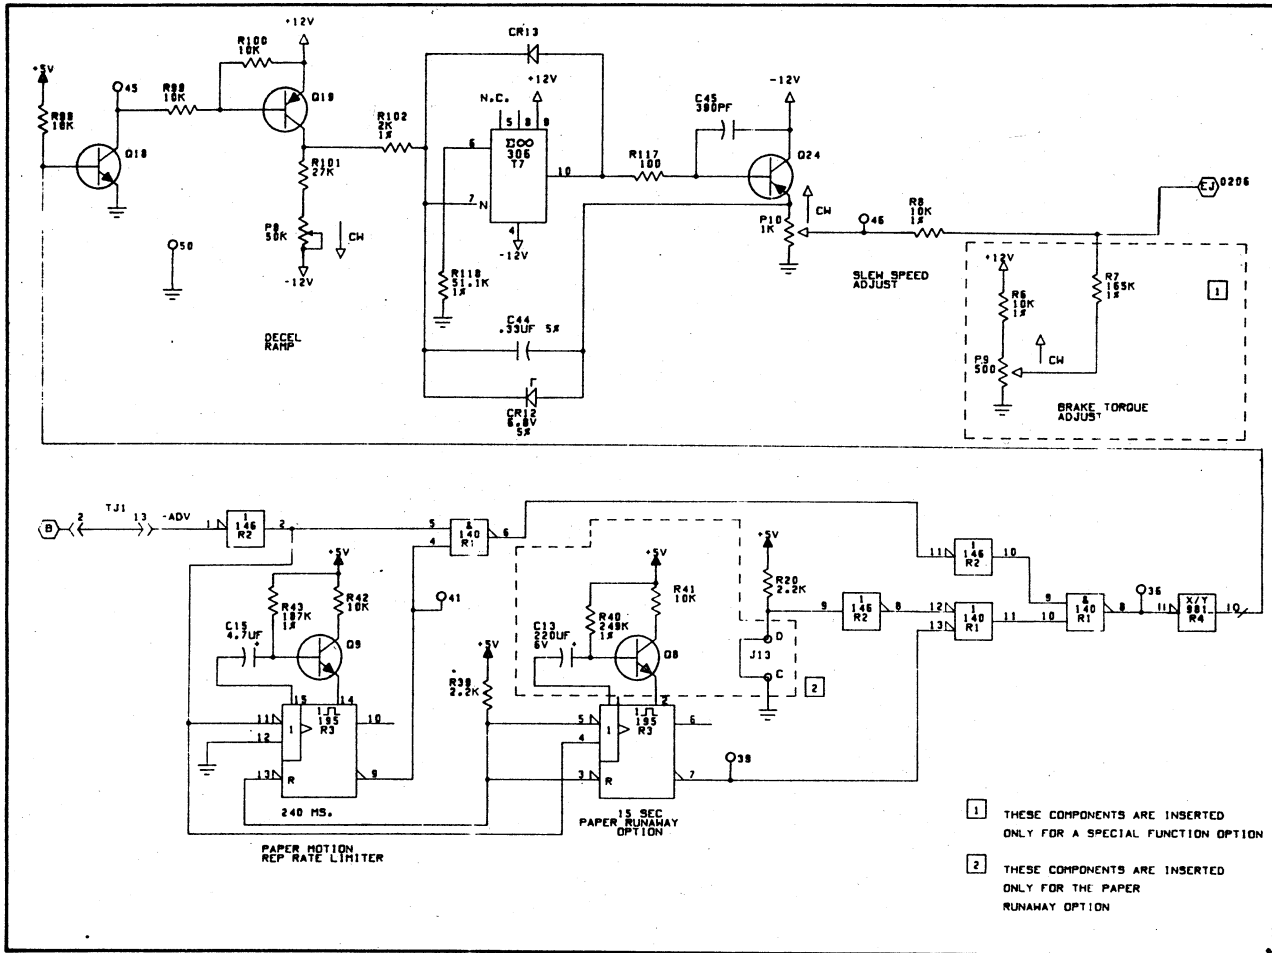 +5V
R98
10K
45
R99
10K
R100
10K
+12V
Q19
Q18
R101
27K
P8
50K
CW
-12V
50
DECEL
RAMP
R102
2K
1%
CR13
+12V
N.C.
5 8 9
6
Σ∞
306
T7
10
7 N
4
-12V
R118
51.1K
1%
C44
.33UF 5%
CR12
6.8V
5%
R117
100
C45
390PF
-12V
Q24
P10
1K
CW
46
R8
10K
1%
SLEW SPEED
ADJUST
EJ 0206
+12V
R6
10K
1%
R7
165K
1%
1
P9
500
CW
BRAKE TORQUE
ADJUST
B 2 TJ1 13 -ADV
1
1
146
R2
2
5
4
&
140
R1
6
+5V
R43
187K
1%
R42
10K
C15
4.7UF
+
Q9
41
15
14
11
12
13
1
195
R3
1
R
10
9
240 MS.
PAPER MOTION
REP RATE LIMITER
+5V
R39
2.2K
+5V
R41
10K
R40
249K
1%
C13
220UF
6V
+
Q8
1
2
5
4
3
1
195
R3
1
R
6
7
39
15 SEC
PAPER RUNAWAY
OPTION
+5V
R20
2.2K
D
J13
C
2
9
1
146
R2
8
11
1
146
R2
10
12
13
1
140
R1
11
9
10
&
140
R1
8
36
11
X/Y
981
R4
10
1 THESE COMPONENTS ARE INSERTED
ONLY FOR A SPECIAL FUNCTION OPTION
2 THESE COMPONENTS ARE INSERTED
ONLY FOR THE PAPER
RUNAWAY OPTION